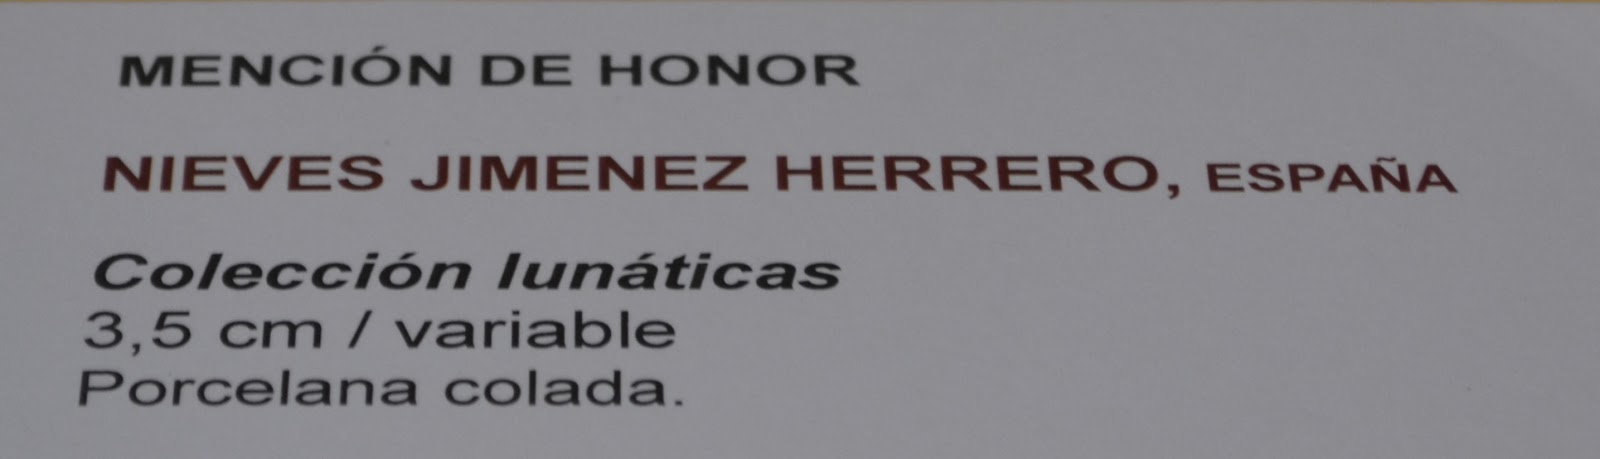 MENCIÓN DE HONOR
NIEVES JIMENEZ HERRERO, ESPAÑA
Colección lunáticas
3,5 cm / variable
Porcelana colada.